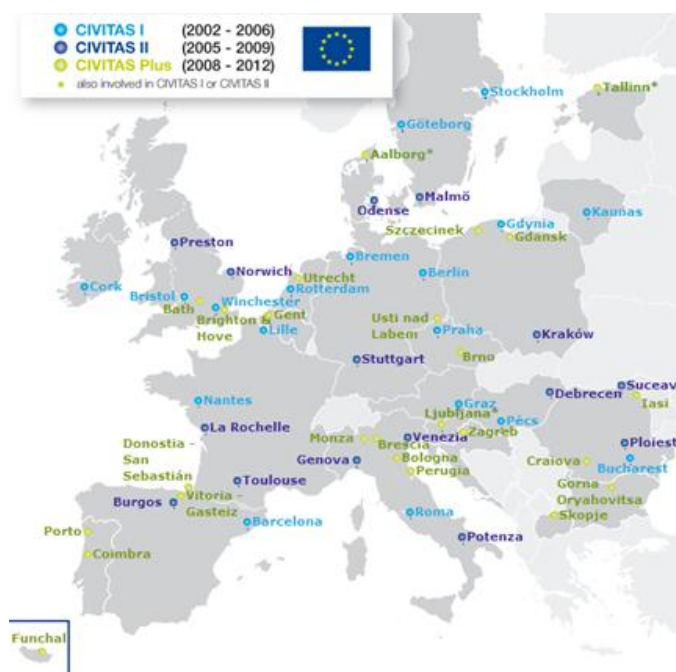 CIVITAS I (2002 - 2006)
CIVITAS II (2005 - 2009)
CIVITAS Plus (2008 - 2012)
* also involved in CIVITAS I or CIVITAS II
Stockholm
Tallinn*
Göteborg
Aalborg*
Malmö
Odense
Kaunas
Gdynia
Szczecinek
Gdansk
Preston
Bremen
Norwich
Berlin
Utrecht
Cork
Rotterdam
Bristol
Winchester
Bath
Gent
Brighton &
Hove
Usti nad
Labem
Lille
Praha
Kraków
Brno
Stuttgart
Suceav
Debrecen
Iasi
Nantes
Graz
Ljubljana*
Pécs
La Rochelle
Zagreb
Monza
Venezia
Brescia
Ploiest
Donostia -
San
Sebastián
Genova
Bologna
Craiova
Bucharest
Perugia
Toulouse
Gorna
Oryahovitsa
Burgos
Vitoria -
Gasteiz
Skopje
Barcelona
Roma
Porto
Potenza
Coimbra
Funchal